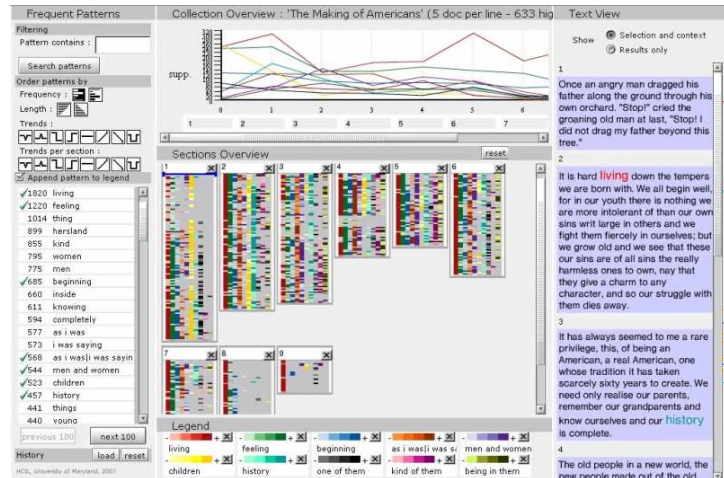 Frequent Patterns
Filtering
Pattern contains :
Search patterns
Order patterns by
Frequency :
Length :
Trends :
Trends per section :
Append pattern to legend
1820 living
1220 feeling
1014 thing
899 hersland
855 kind
795 women
775 men
685 beginning
660 inside
611 knowing
594 completely
577 as i was
573 i was saying
568 as i was|i was sayin
544 men and women
523 children
457 history
441 things
440 young
previous 100 next 100
History load reset
HCIL, University of Maryland, 2007
Collection Overview : 'The Making of Americans' (5 doc per line - 633 hig
supp.
0 1 2 3 4 5 6
1 2 3 4 5 6 7
Sections Overview reset
1 2 3 4 5 6
7 8 9
Legend
- + living
- + feeling
- + beginning
- + as i was|i was sa
- + men and women
- + children
- + history
- + one of them
- + kind of them
- + being in them
Text View
Show Selection and context
Results only
1
Once an angry man dragged his
father along the ground through his
own orchard. "Stop!" cried the
groaning old man at last, "Stop! I
did not drag my father beyond this
tree."
2
It is hard living down the tempers
we are born with. We all begin well,
for in our youth there is nothing we
are more intolerant of than our own
sins writ large in others and we
fight them fiercely in ourselves; but
we grow old and we see that these
our sins are of all sins the really
harmless ones to own, nay that
they give a charm to any
character, and so our struggle with
them dies away.
3
It has always seemed to me a rare
privilege, this, of being an
American, a real American, one
whose tradition it has taken
scarcely sixty years to create. We
need only realise our parents,
remember our grandparents and
know ourselves and our history
is complete.
4
The old people in a new world, the
new people made out of the old